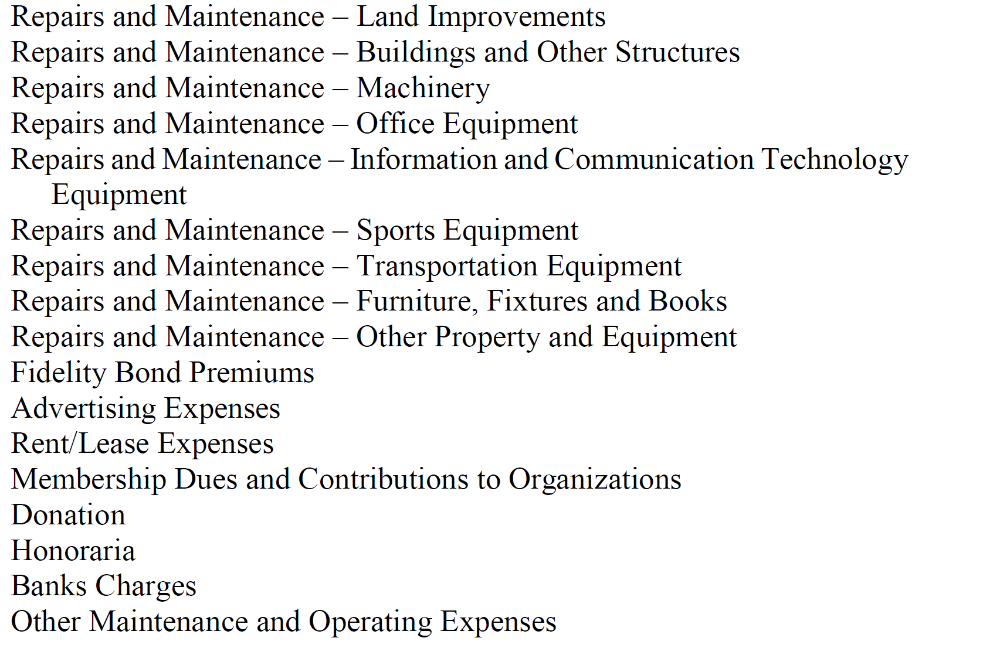 Repairs and Maintenance – Land Improvements
Repairs and Maintenance – Buildings and Other Structures
Repairs and Maintenance – Machinery
Repairs and Maintenance – Office Equipment
Repairs and Maintenance – Information and Communication Technology
Equipment
Repairs and Maintenance – Sports Equipment
Repairs and Maintenance – Transportation Equipment
Repairs and Maintenance – Furniture, Fixtures and Books
Repairs and Maintenance – Other Property and Equipment
Fidelity Bond Premiums
Advertising Expenses
Rent/Lease Expenses
Membership Dues and Contributions to Organizations
Donation
Honoraria
Banks Charges
Other Maintenance and Operating Expenses